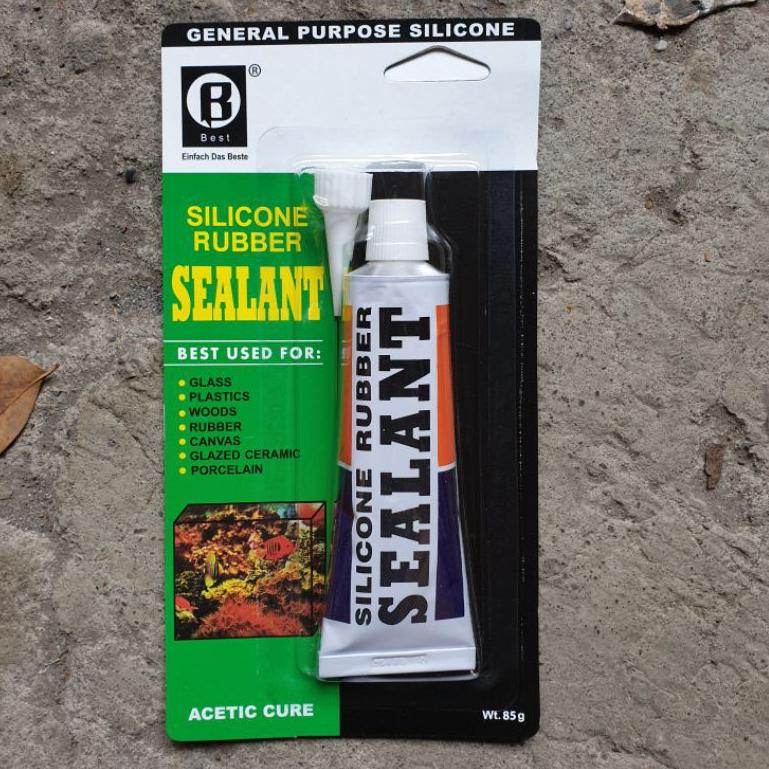 GENERAL PURPOSE SILICONE
B
®
Best
Einfach Das Beste
SILICONE
RUBBER
SEALANT
BEST USED FOR:
GLASS
PLASTICS
WOODS
RUBBER
CANVAS
GLAZED CERAMIC
PORCELAIN
ACETIC CURE
SILICONE RUBBER
SEALANT
Wt. 85g